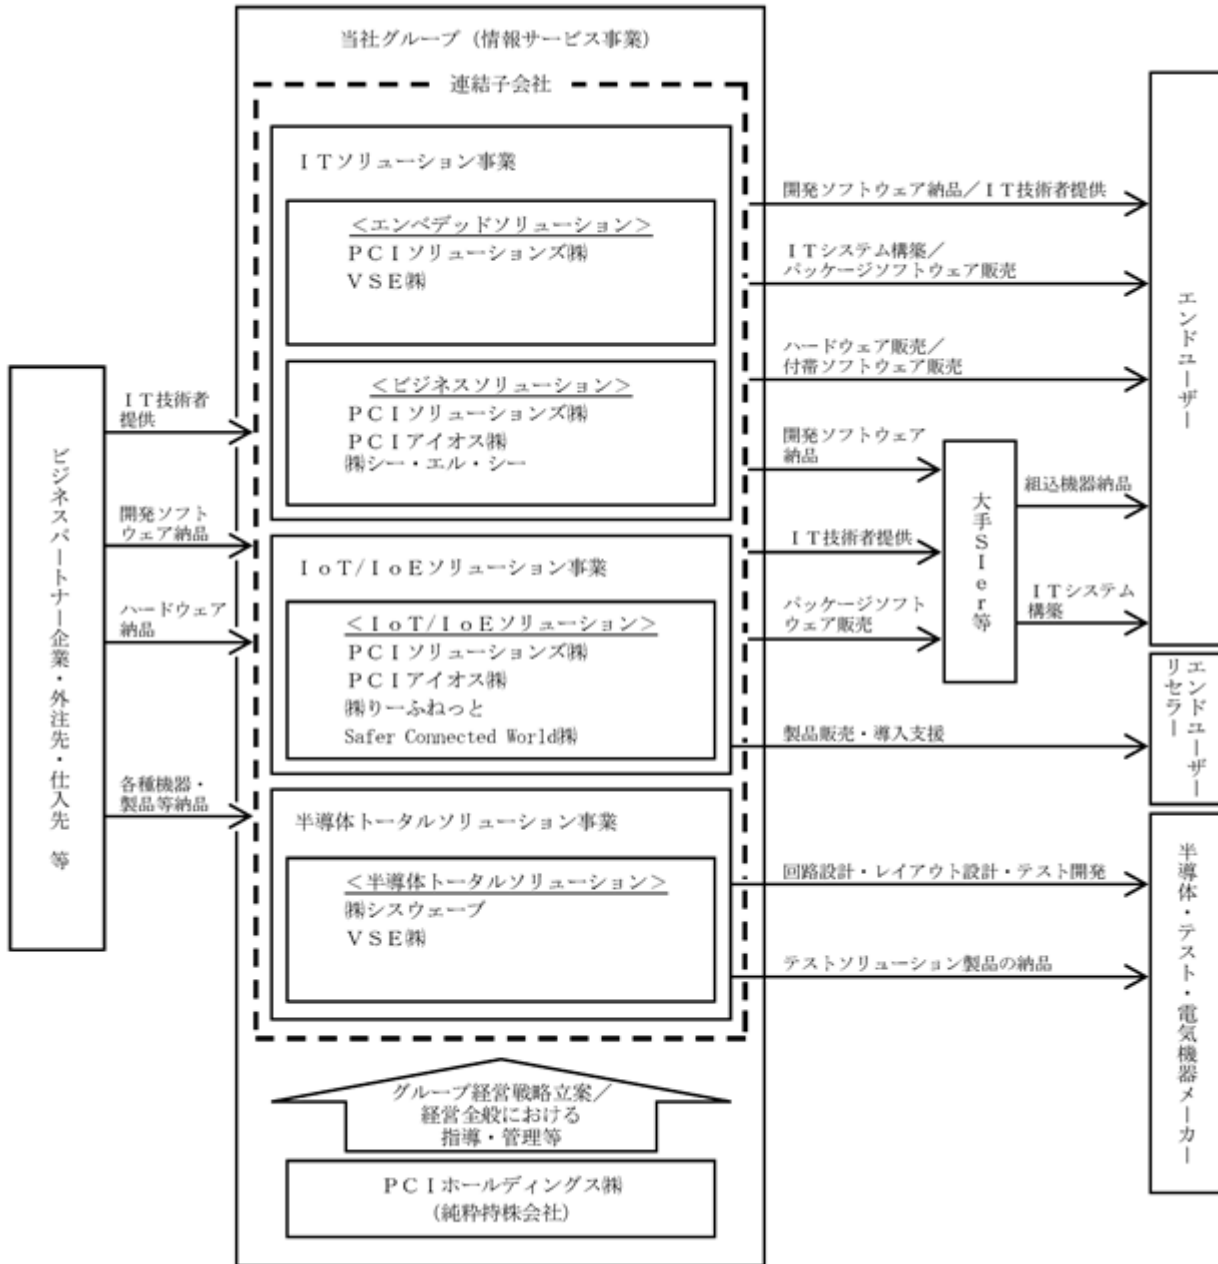 当社グループ（情報サービス事業）
連結子会社
ＩＴソリューション事業
＜エンベデッドソリューション＞
ＰＣＩソリューションズ㈱
ＶＳＥ㈱
＜ビジネスソリューション＞
ＰＣＩソリューションズ㈱
ＰＣＩアイオス㈱
㈱シー・エル・シー
ＩｏＴ/ＩｏＥソリューション事業
＜ＩｏＴ/ＩｏＥソリューション＞
ＰＣＩソリューションズ㈱
ＰＣＩアイオス㈱
㈱りーふねっと
Safer Connected World㈱
半導体トータルソリューション事業
＜半導体トータルソリューション＞
㈱シスウェーブ
ＶＳＥ㈱
グループ経営戦略立案／
経営全般における
指導・管理等
ＰＣＩホールディングス㈱
（純粋持株会社）
ビジネスパートナー企業・外注先・仕入先　等
ＩＴ技術者
提供
開発ソフト
ウェア納品
ハードウェア
納品
各種機器・
製品等納品
開発ソフトウェア納品／ＩＴ技術者提供
ＩＴシステム構築／
パッケージソフトウェア販売
ハードウェア販売／
付帯ソフトウェア販売
開発ソフトウェア
納品
ＩＴ技術者提供
パッケージソフト
ウェア販売
大手ＳＩｅｒ等
組込機器納品
ＩＴシステム
構築
エンドユーザー
製品販売・導入支援
エンドユーザー
リセラー
回路設計・レイアウト設計・テスト開発
テストソリューション製品の納品
半導体・テスト・電気機器メーカー